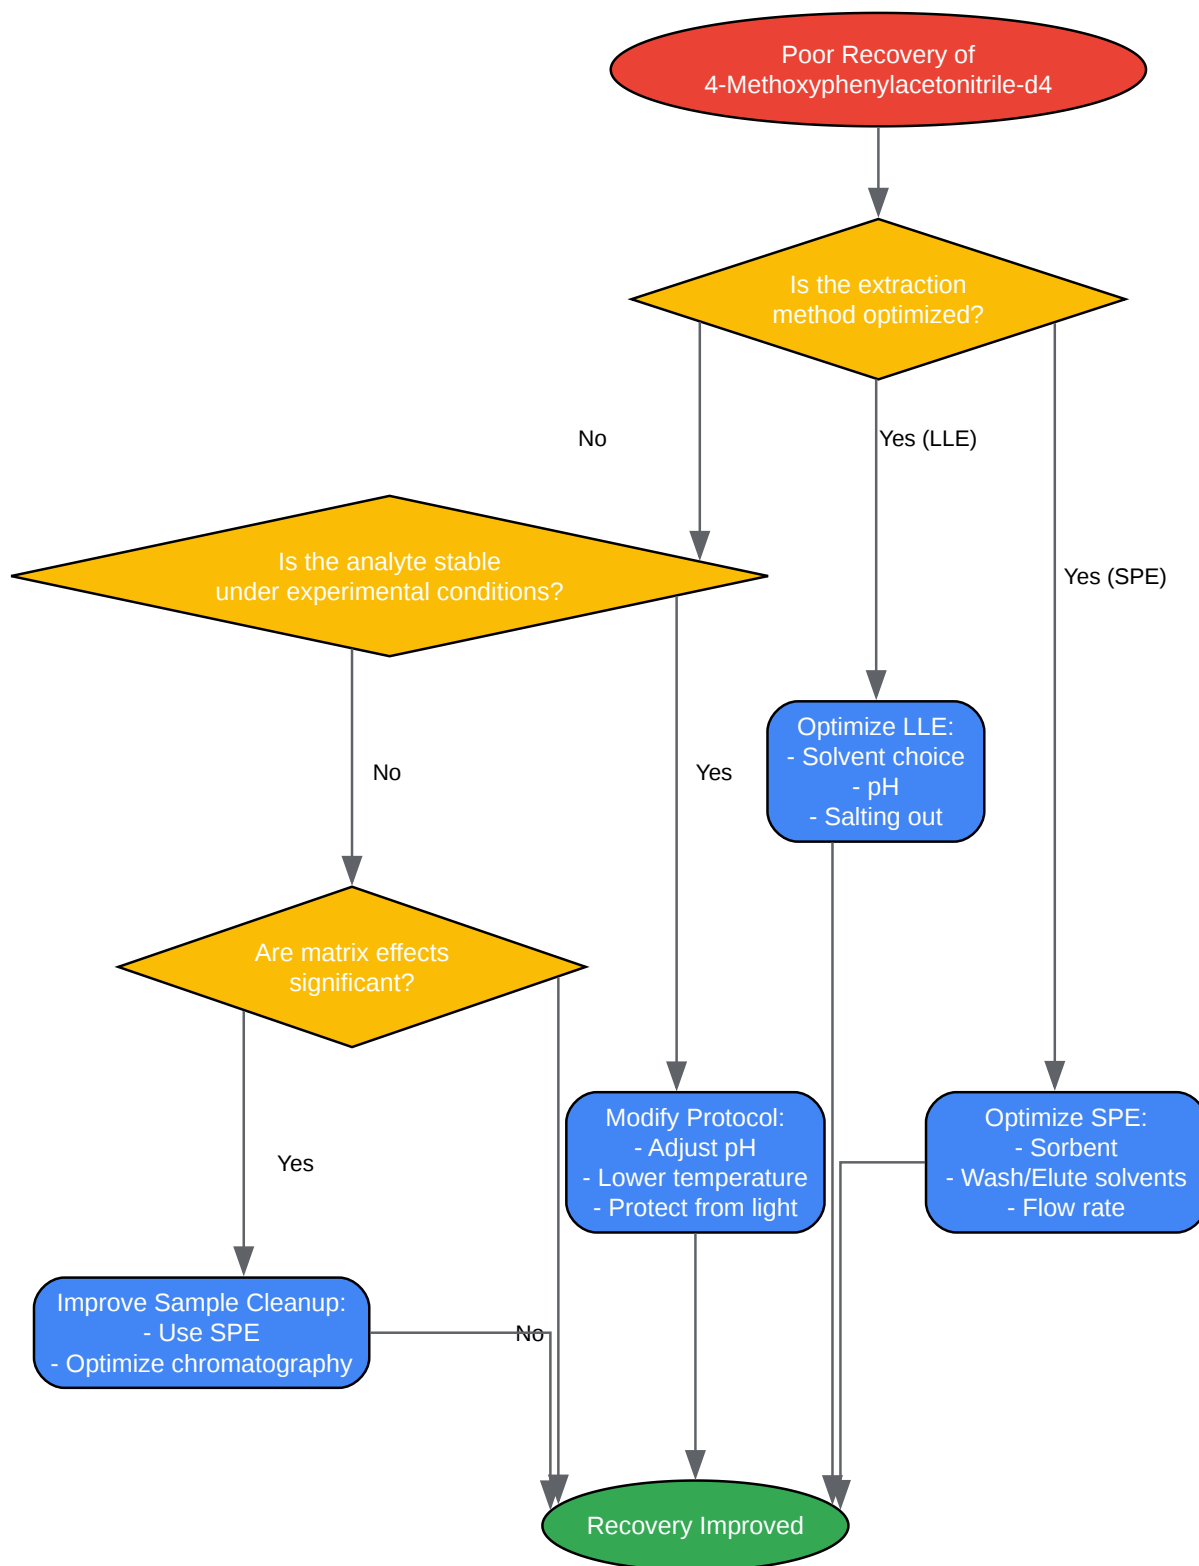 Poor Recovery of
4-Methoxyphenylacetonitrile-d4
Is the extraction
method optimized?
No
Yes (LLE)
Yes (SPE)
Is the analyte stable
under experimental conditions?
Optimize LLE:
- Solvent choice
- pH
- Salting out
No
Yes
Are matrix effects
significant?
Modify Protocol:
- Adjust pH
- Lower temperature
- Protect from light
Optimize SPE:
- Sorbent
- Wash/Elute solvents
- Flow rate
Yes
Improve Sample Cleanup:
- Use SPE
- Optimize chromatography
No
Recovery Improved